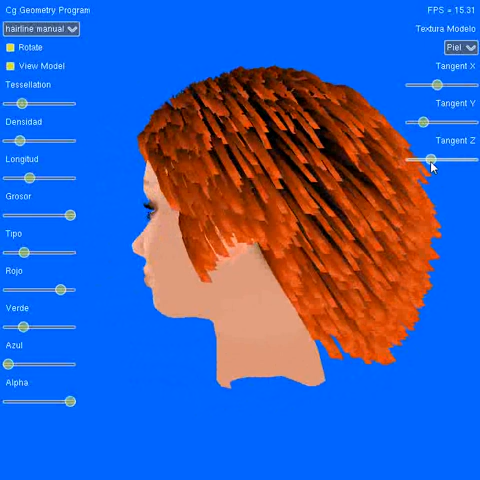 Cg Geometry Program
FPS = 15.31
hairline manual
Textura Modelo
Rotate
Piel
View Model
Tangent X
Tessellation
Tangent Y
Densidad
Tangent Z
Longitud
Grosor
Tipo
Rojo
Verde
Azul
Alpha